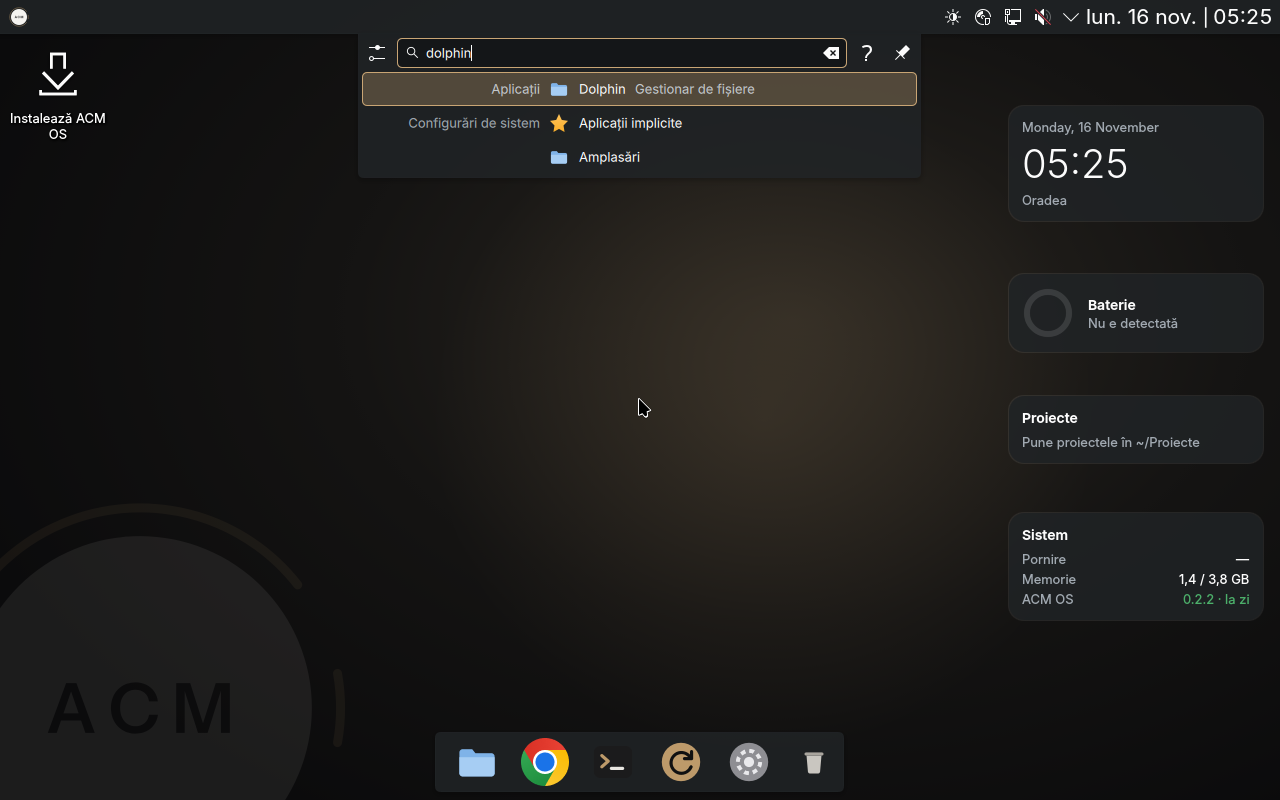 ACM
lun. 16 nov. | 05:25
Instalează ACM
OS
dolphin
?
Aplicații Dolphin Gestionar de fișiere
Configurări de sistem Aplicații implicite
Amplasări
Monday, 16 November
05:25
Oradea
Baterie
Nu e detectată
Proiecte
Pune proiectele în ~/Proiecte
Sistem
Pornire —
Memorie 1,4 / 3,8 GB
ACM OS 0.2.2 · la zi
ACM